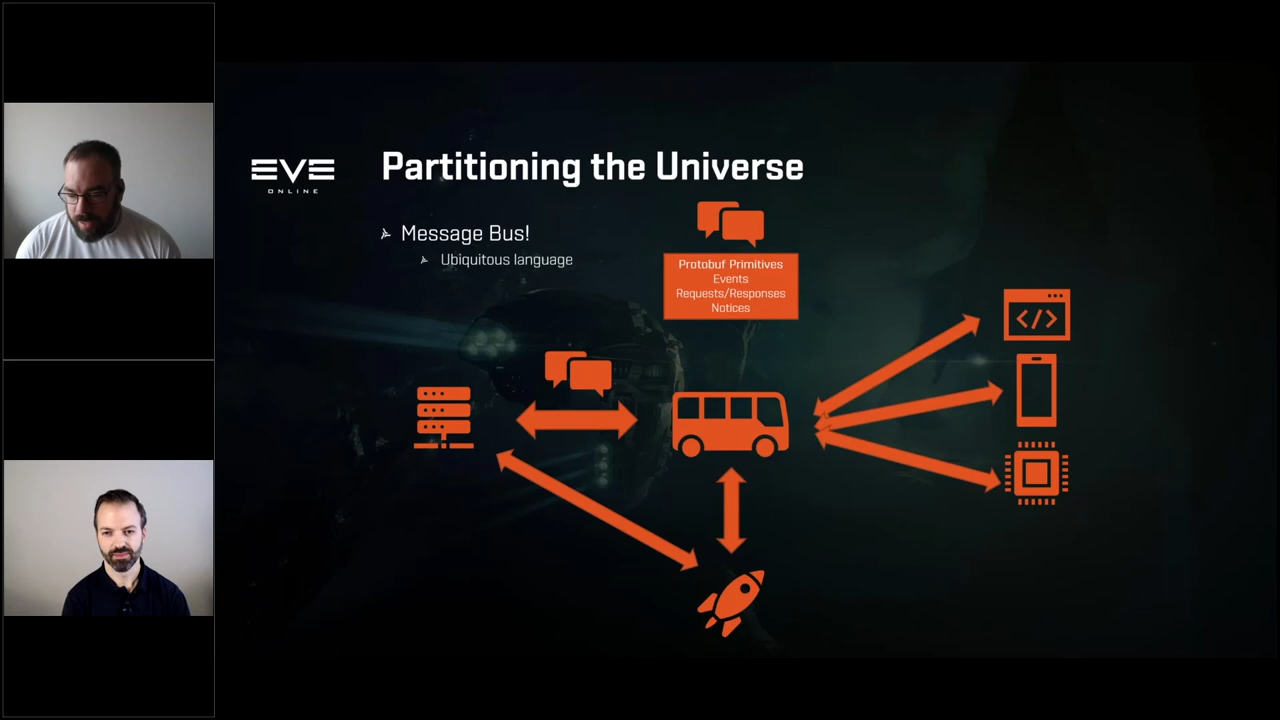 EVE
ONLINE
Partitioning the Universe
Message Bus!
Ubiquitous language
Protobuf Primitives
Events
Requests/Responses
Notices